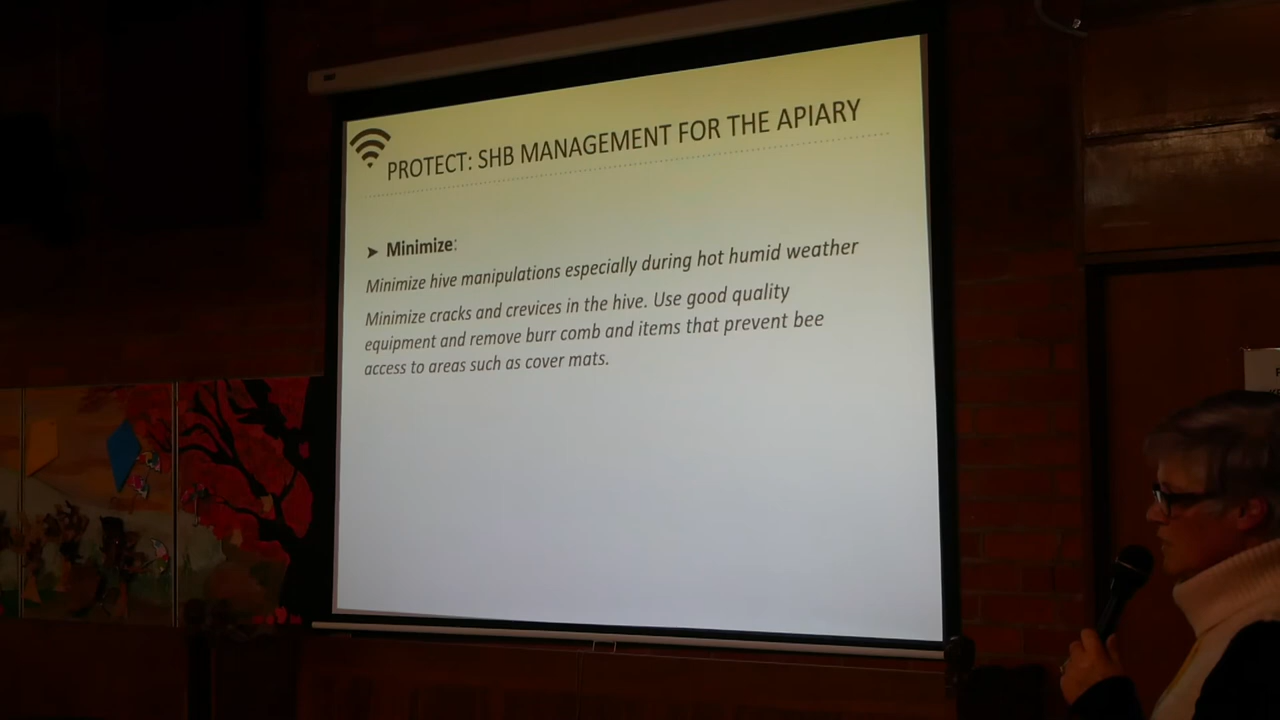 PROTECT: SHB MANAGEMENT FOR THE APIARY
➤ Minimize:
Minimize hive manipulations especially during hot humid weather
Minimize cracks and crevices in the hive. Use good quality
equipment and remove burr comb and items that prevent bee
access to areas such as cover mats.